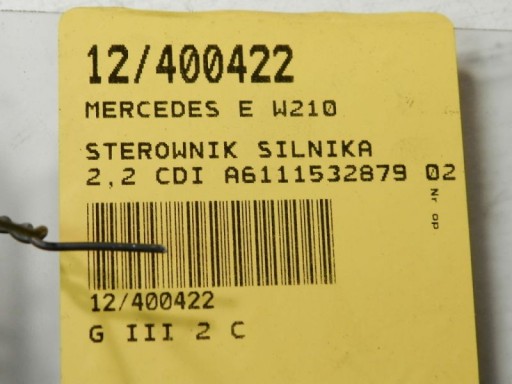 12/400422
MERCEDES E W210
STEROWNIK SILNIKA
2,2 CDI A6111532879 02
Nr op
12/400422
G III 2 C